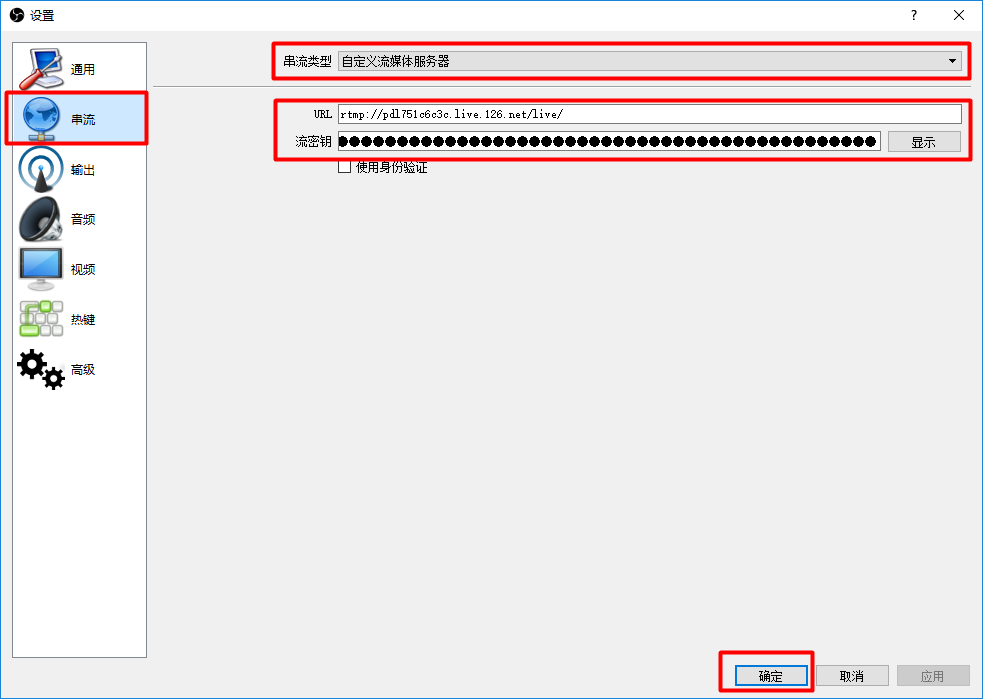 设置
?
通用
串流
输出
音频
视频
热键
高级
串流类型 自定义流媒体服务器
URL rtmp://pdl751c6c3c.live.126.net/live/
流密钥 ●●●●●●●●●●●●●●●●●●●●●●●●●●●●●●●●●●●●●●●●●●●●● 显示
使用身份验证
确定 取消 应用